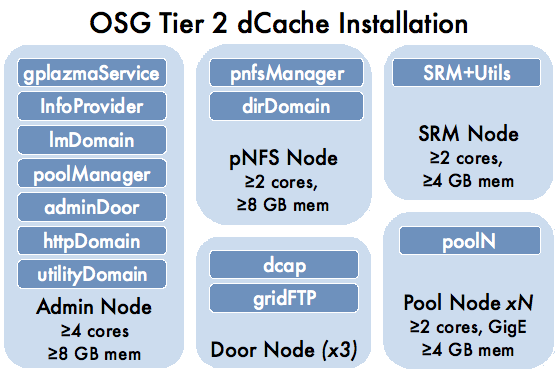 OSG Tier 2 dCache Installation
gplazmaService
InfoProvider
lmDomain
poolManager
adminDoor
httpDomain
utilityDomain
Admin Node
≥4 cores
≥8 GB mem
pnfsManager
dirDomain
pNFS Node
≥2 cores,
≥8 GB mem
dcap
gridFTP
Door Node (x3)
SRM+Utils
SRM Node
≥2 cores,
≥4 GB mem
poolN
Pool Node xN
≥2 cores, GigE
≥4 GB mem